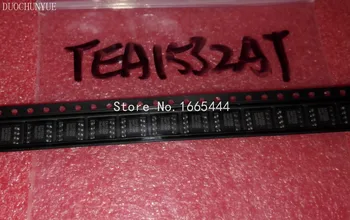 DUOCHUNYUE
TEA1532AT
Store No.: 1665444